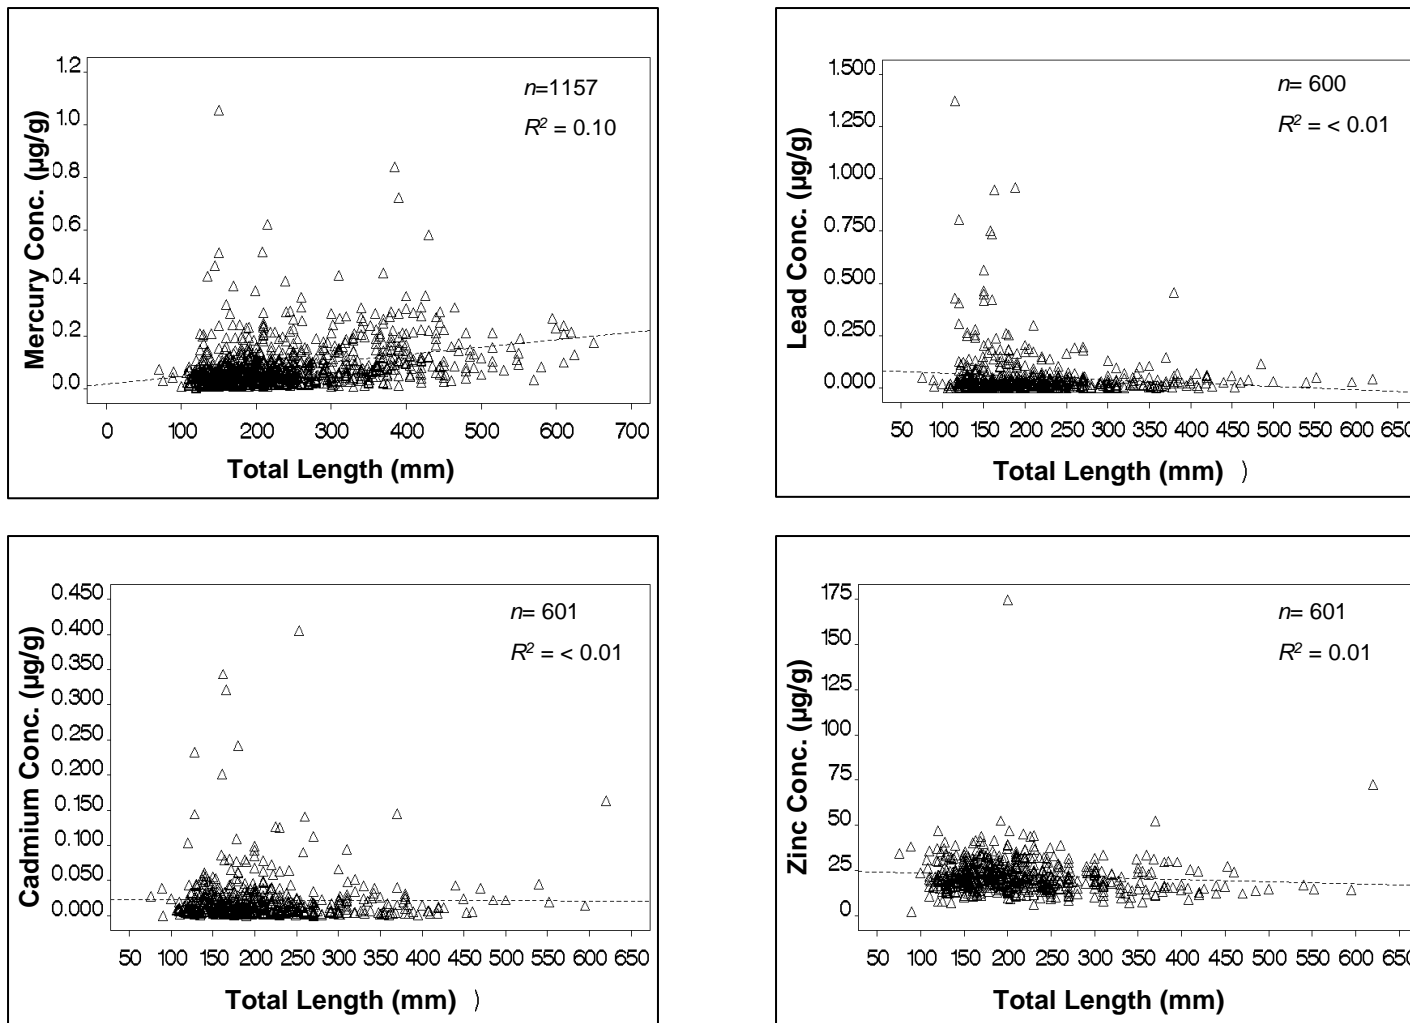 Mercury Conc. (µg/g)
1.2
1.0
0.8
0.6
0.4
0.2
0.0
n=1157
R² = 0.10
0 100 200 300 400 500 600 700
Total Length (mm)
Lead Conc. (µg/g)
1.500
1.250
1.000
0.750
0.500
0.250
0.000
n= 600
R² = < 0.01
50 100 150 200 250 300 350 400 450 500 550 600 650
Total Length (mm) )
Cadmium Conc. (µg/g)
0.450
0.400
0.350
0.300
0.250
0.200
0.150
0.100
0.050
0.000
n= 601
R² = < 0.01
50 100 150 200 250 300 350 400 450 500 550 600 650
Total Length (mm) )
Zinc Conc. (µg/g)
175
150
125
100
75
50
25
0
n= 601
R² = 0.01
50 100 150 200 250 300 350 400 450 500 550 600 650
Total Length (mm)